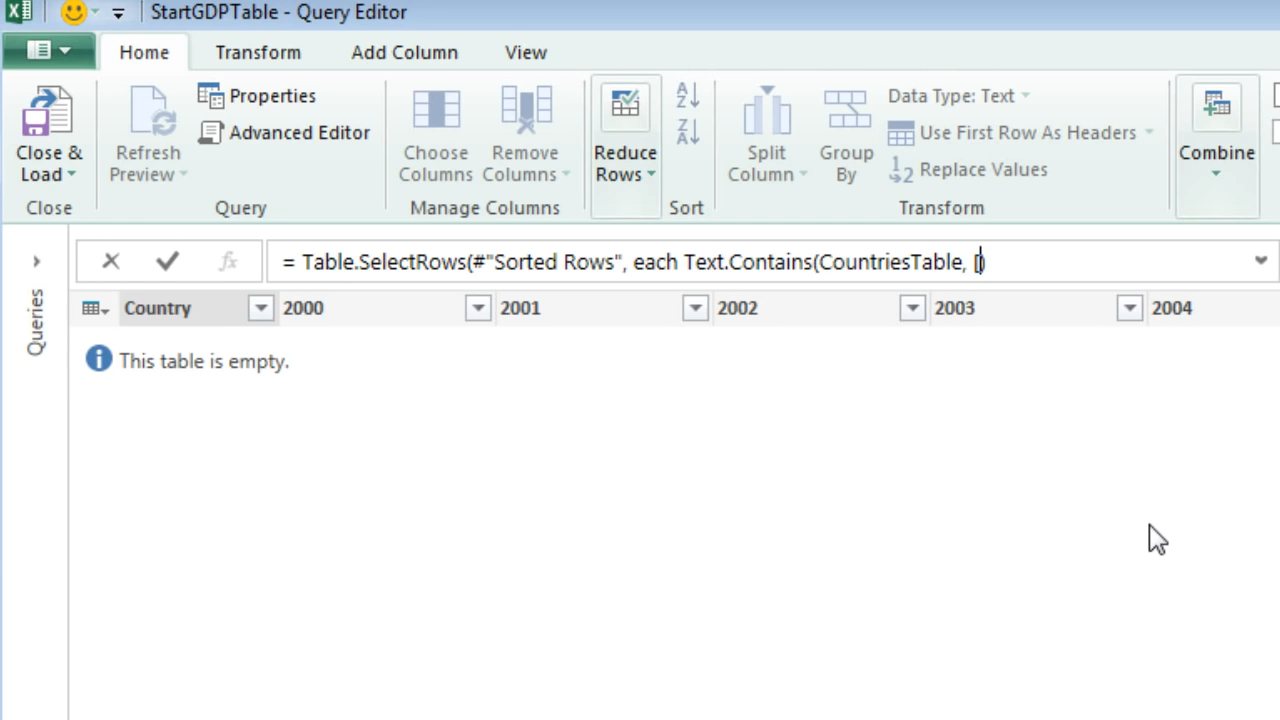 StartGDPTable - Query Editor
Home Transform Add Column View
Close & Load
Refresh Preview
Properties
Advanced Editor
Choose Columns
Remove Columns
Reduce Rows
Split Column
Group By
Data Type: Text
Use First Row As Headers
Replace Values
Combine
Close Query Manage Columns Sort Transform
= Table.SelectRows(#"Sorted Rows", each Text.Contains(CountriesTable, [)
Queries
Country 2000 2001 2002 2003 2004
This table is empty.